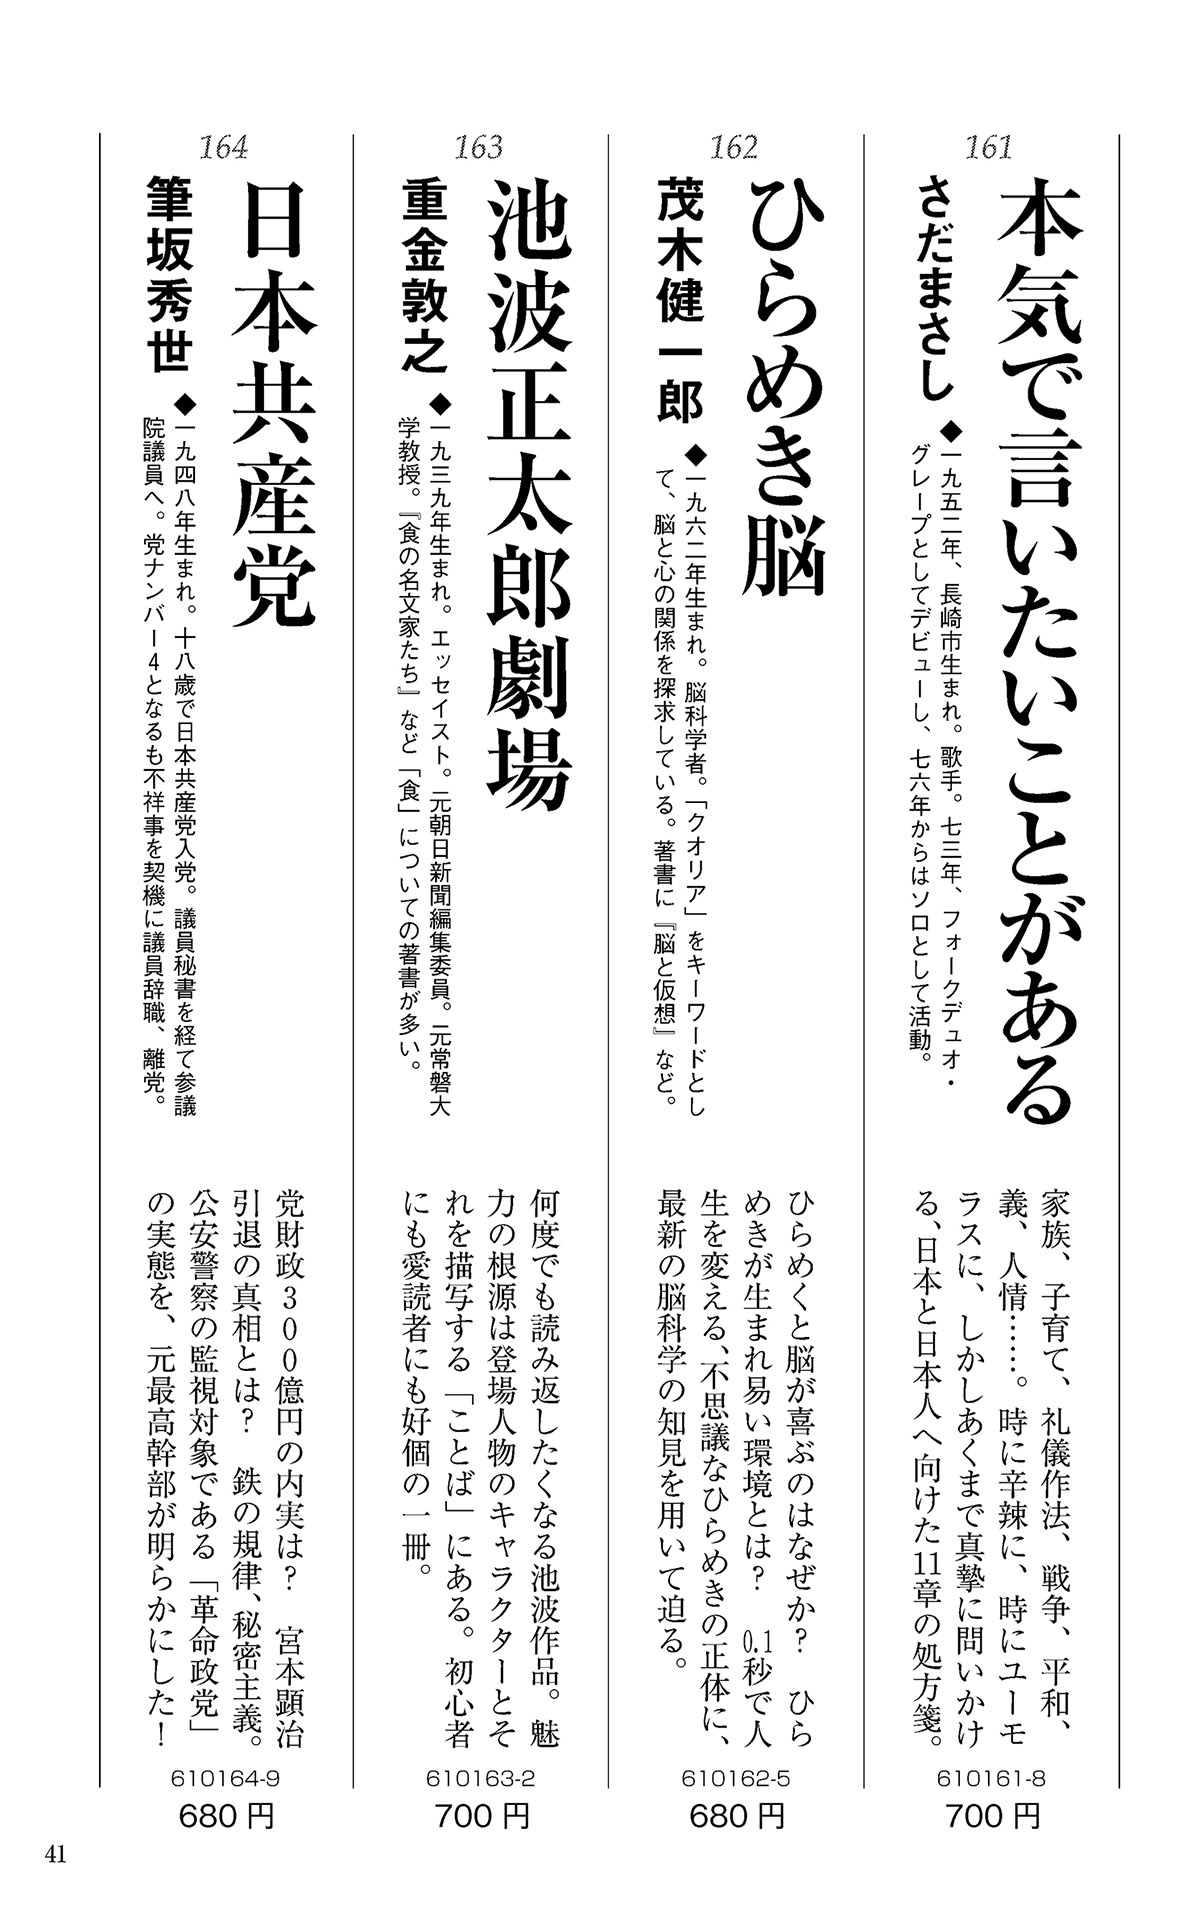 161
本気で言いたいことがある
さだまさし
◆一九五二年、長崎市生まれ。歌手。七三年、フォークデュオ・
グレープとしてデビューし、七六年からはソロとして活動。
家族、子育て、礼儀作法、戦争、平和、
義、人情……。時に辛辣に、時にユーモ
ラスに、しかしあくまで真摯に問いかけ
る、日本と日本人へ向けた11章の処方箋。
610161-8
700円
162
ひらめき脳
茂木健一郎
◆一九六二年生まれ。脳科学者。「クオリア」をキーワードとし
て、脳と心の関係を探求している。著書に『脳と仮想』など。
ひらめくと脳が喜ぶのはなぜか？　ひら
めきが生まれ易い環境とは？　0.1秒で人
生を変える、不思議なひらめきの正体に、
最新の脳科学の知見を用いて迫る。
610162-5
680円
163
池波正太郎劇場
重金敦之
◆一九三九年生まれ。エッセイスト。元朝日新聞編集委員。元常磐大
学教授。『食の名文家たち』など「食」についての著書が多い。
何度でも読み返したくなる池波作品。魅
力の根源は登場人物のキャラクターとそ
れを描写する「ことば」にある。初心者
にも愛読者にも好個の一冊。
610163-2
700円
164
日本共産党
筆坂秀世
◆一九四八年生まれ。十八歳で日本共産党入党。議員秘書を経て参議
院議員へ。党ナンバー4となるも不祥事を契機に議員辞職、離党。
党財政300億円の内実は？　宮本顕治
引退の真相とは？　鉄の規律、秘密主義。
公安警察の監視対象である「革命政党」
の実態を、元最高幹部が明らかにした！
610164-9
680円
41